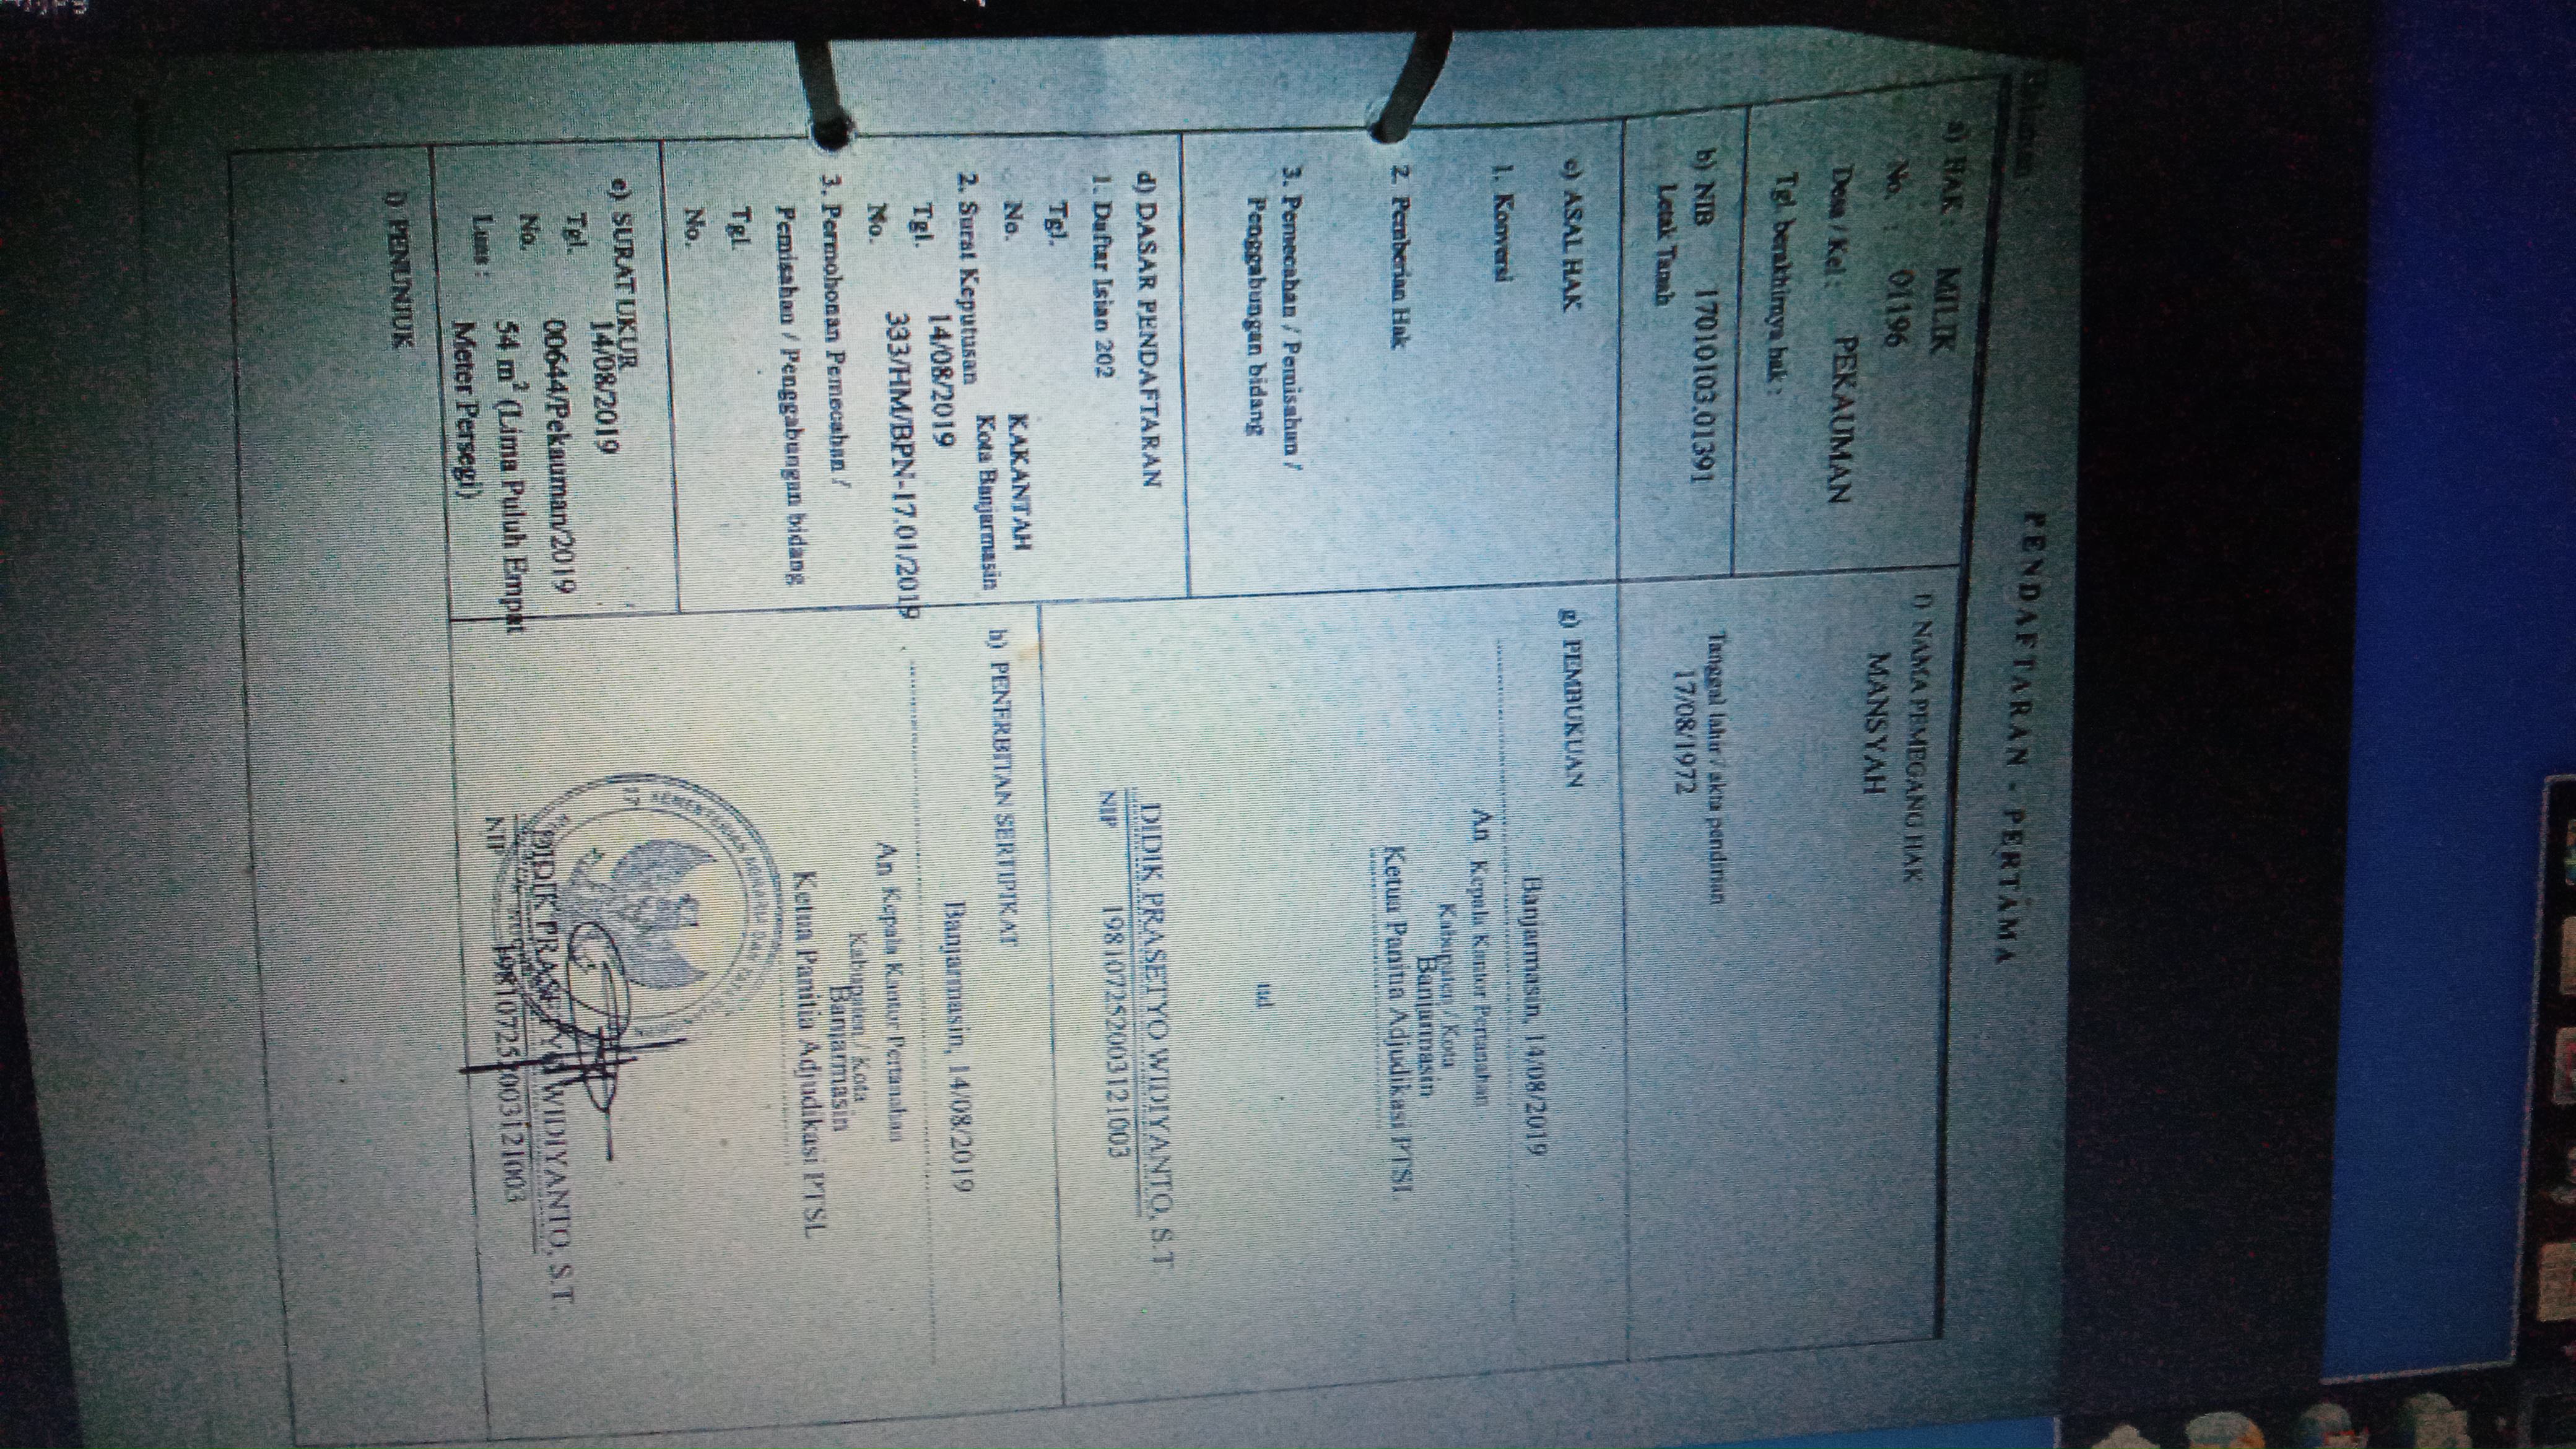 PENDAFTARAN - PERTAMA
a) HAK : MILIK
No. : 01196
Desa / Kel : PEKAUMAN
Tgl. berakhirnya hak :
b) NIB 17010103.01391
Letak Tanah
c) ASAL HAK
1. Konversi
2. Pemberian Hak
3. Pemecahan / Pemisahan /
Penggabungan bidang
d) DASAR PENDAFTARAN
1. Daftar Isian 202
Tgl.
No.
KAKANTAH
2. Surat Keputusan Kota Banjarmasin
Tgl. 14/08/2019
No. 333/HM/BPN-17.01/2019
3. Permohonan Pemecahan /
Pemisahan / Penggabungan bidang
Tgl.
No.
e) SURAT UKUR
Tgl. 14/08/2019
No. 00644/Pekauman/2019
Luas : 54 m² (Lima Puluh Empat
Meter Persegi)
f) NAMA PEMEGANG HAK
MANSYAH
Tanggal lahir / akta pendirian
17/08/1972
g) PEMBUKUAN
Banjarmasin, 14/08/2019
An Kepala Kantor Pertanahan
Kabupaten / Kota
Banjarmasin
Ketua Panitia Adjudikasi PTSL
ttd
DIDIK PRASETYO WIDIYANTO, S.T
NIP 198107252003121003
h) PENERBITAN SERTIPIKAT
Banjarmasin, 14/08/2019
An Kepala Kantor Pertanahan
Kabupaten / Kota
Banjarmasin
Ketua Panitia Adjudikasi PTSL
DIDIK PRASETYO WIDIYANTO, S.T.
NIP 198107252003121003
i) PENUNJUK